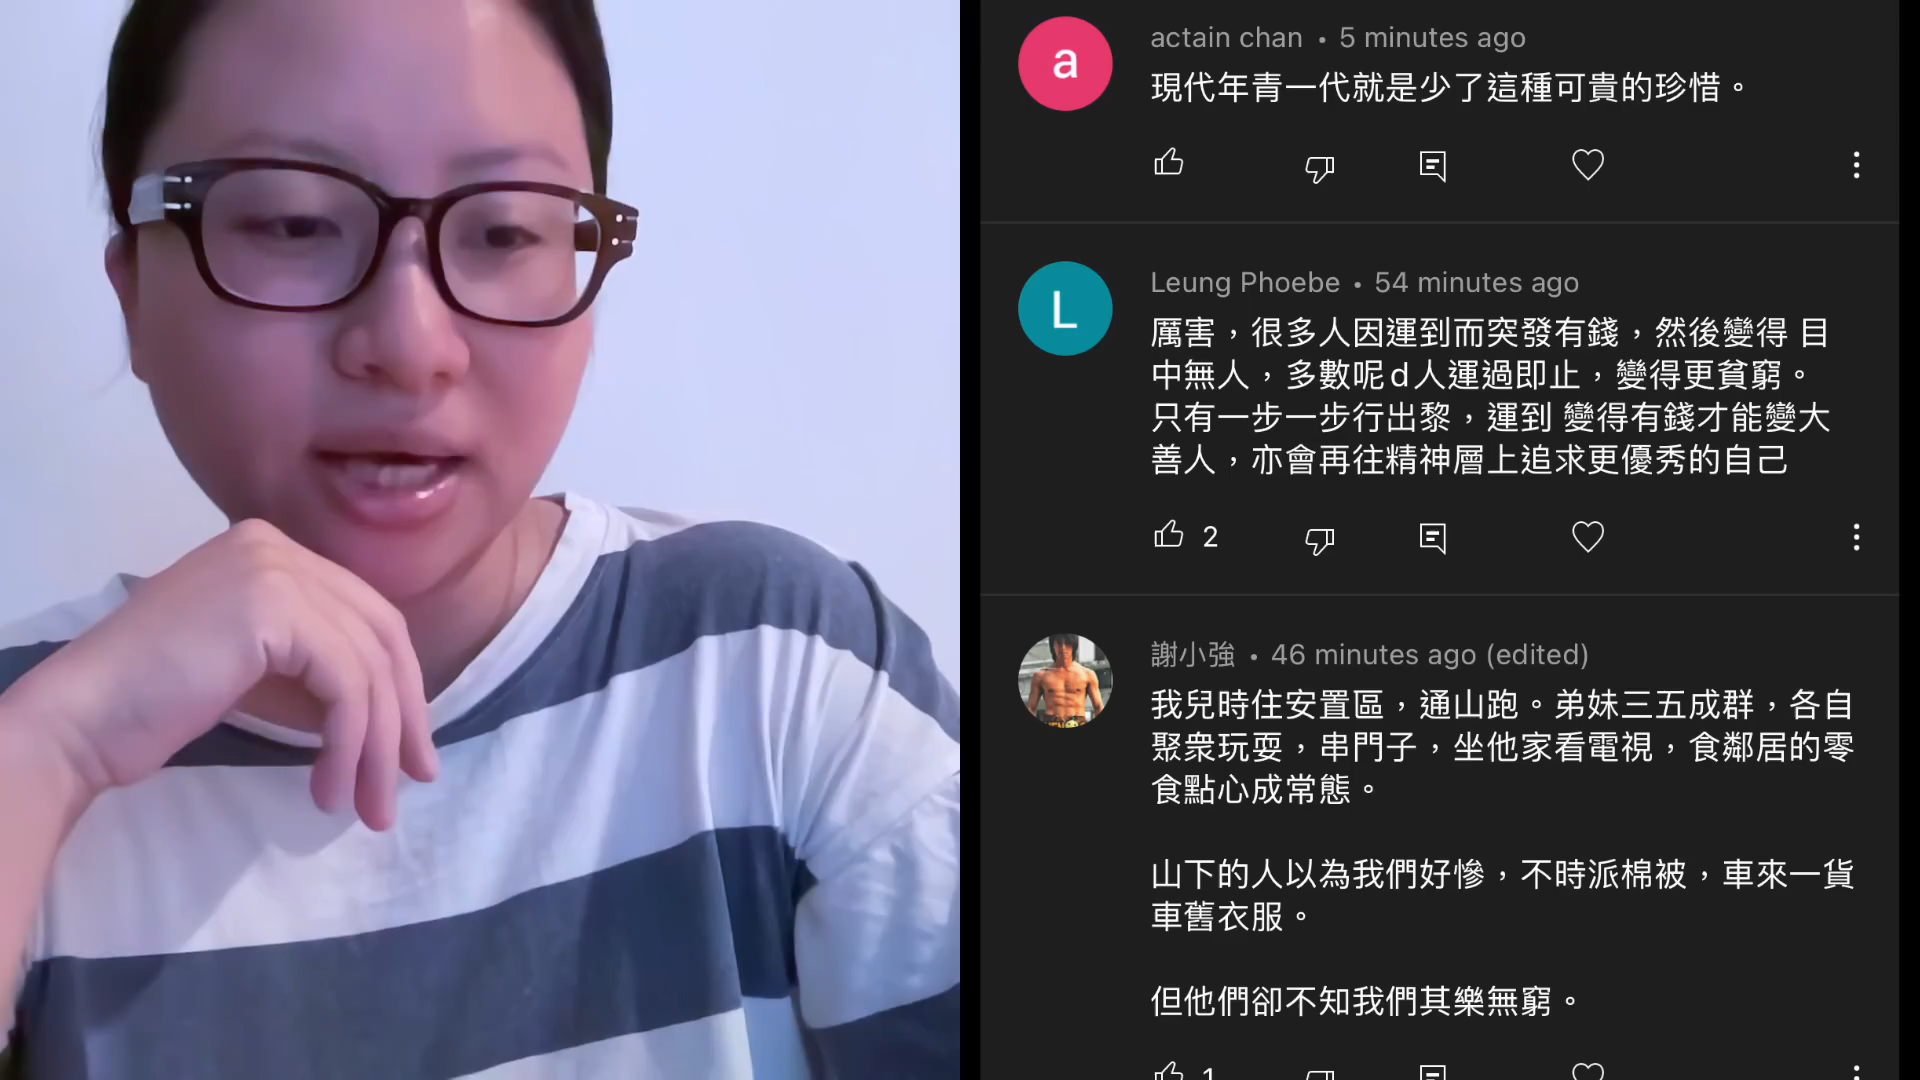 a
actain chan • 5 minutes ago
現代年青一代就是少了這種可貴的珍惜。
L
Leung Phoebe • 54 minutes ago
厲害，很多人因運到而突發有錢，然後變得 目
中無人，多數呢d人運過即止，變得更貧窮。
只有一步一步行出黎，運到 變得有錢才能變大
善人，亦會再往精神層上追求更優秀的自己
2
謝小強 • 46 minutes ago (edited)
我兒時住安置區，通山跑。弟妹三五成群，各自
聚衆玩耍，串門子，坐他家看電視，食鄰居的零
食點心成常態。
山下的人以為我們好慘，不時派棉被，車來一貨
車舊衣服。
但他們卻不知我們其樂無窮。
1